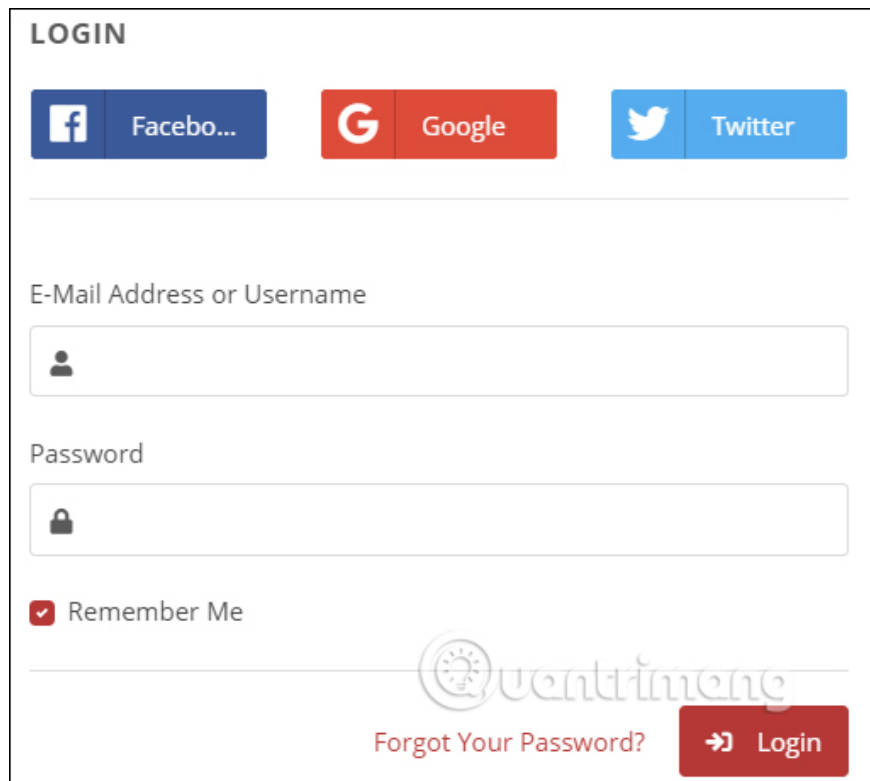 LOGIN
Facebo... Google Twitter
E-Mail Address or Username
Password
Remember Me
Quantrimang
Forgot Your Password? Login